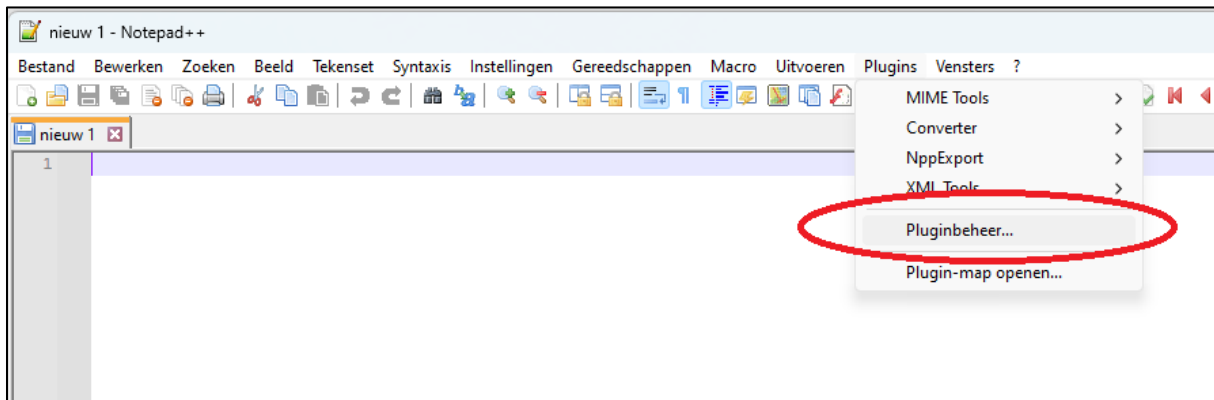 nieuw 1 - Notepad++
Bestand Bewerken Zoeken Beeld Tekenset Syntaxis Instellingen Gereedschappen Macro Uitvoeren Plugins Vensters ?
nieuw 1
1
MIME Tools
Converter
NppExport
XML Tools
Pluginbeheer...
Plugin-map openen...